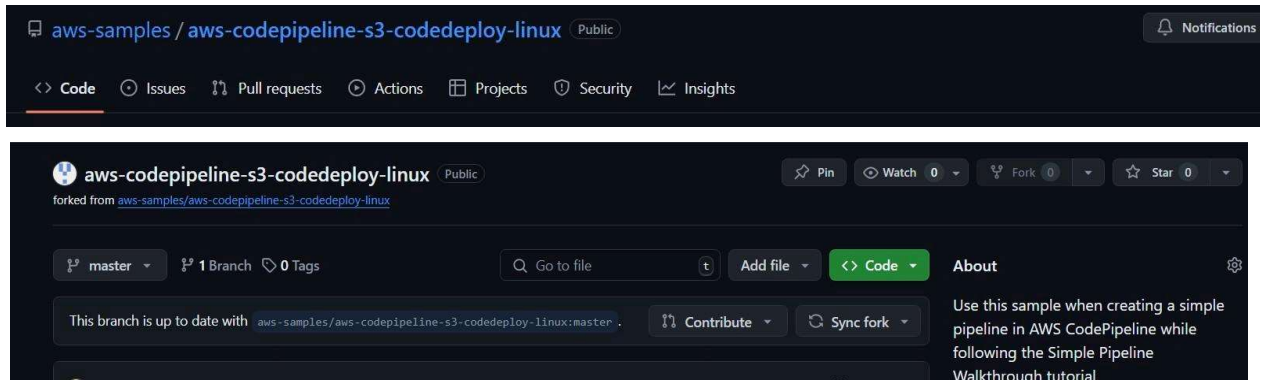 aws-samples / aws-codepipeline-s3-codedeploy-linux Public
Notifications
Code Issues Pull requests Actions Projects Security Insights
aws-codepipeline-s3-codedeploy-linux Public
Pin Watch 0 Fork 0 Star 0
forked from aws-samples/aws-codepipeline-s3-codedeploy-linux
master 1 Branch 0 Tags Go to file t Add file Code
About
This branch is up to date with aws-samples/aws-codepipeline-s3-codedeploy-linux:master . Contribute Sync fork
Use this sample when creating a simple
pipeline in AWS CodePipeline while
following the Simple Pipeline
Walkthrough tutorial